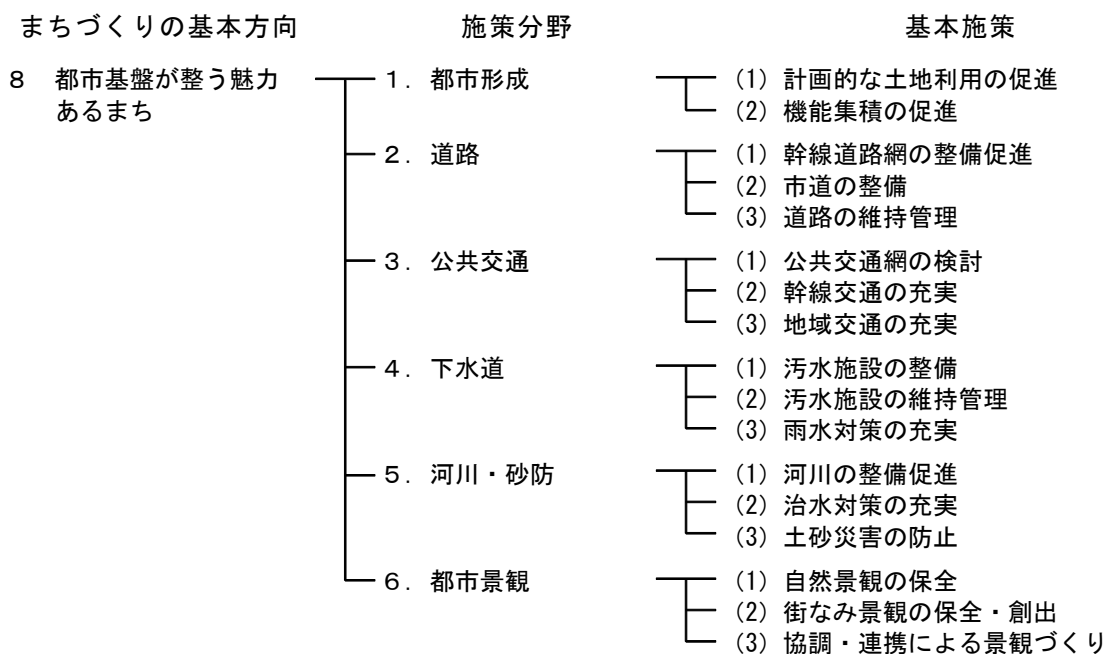 まちづくりの基本方向 施策分野 基本施策
8 都市基盤が整う魅力 1．都市形成 (1) 計画的な土地利用の促進
あるまち (2) 機能集積の促進
2．道路 (1) 幹線道路網の整備促進
(2) 市道の整備
(3) 道路の維持管理
3．公共交通 (1) 公共交通網の検討
(2) 幹線交通の充実
(3) 地域交通の充実
4．下水道 (1) 汚水施設の整備
(2) 汚水施設の維持管理
(3) 雨水対策の充実
5．河川・砂防 (1) 河川の整備促進
(2) 治水対策の充実
(3) 土砂災害の防止
6．都市景観 (1) 自然景観の保全
(2) 街なみ景観の保全・創出
(3) 協調・連携による景観づくり